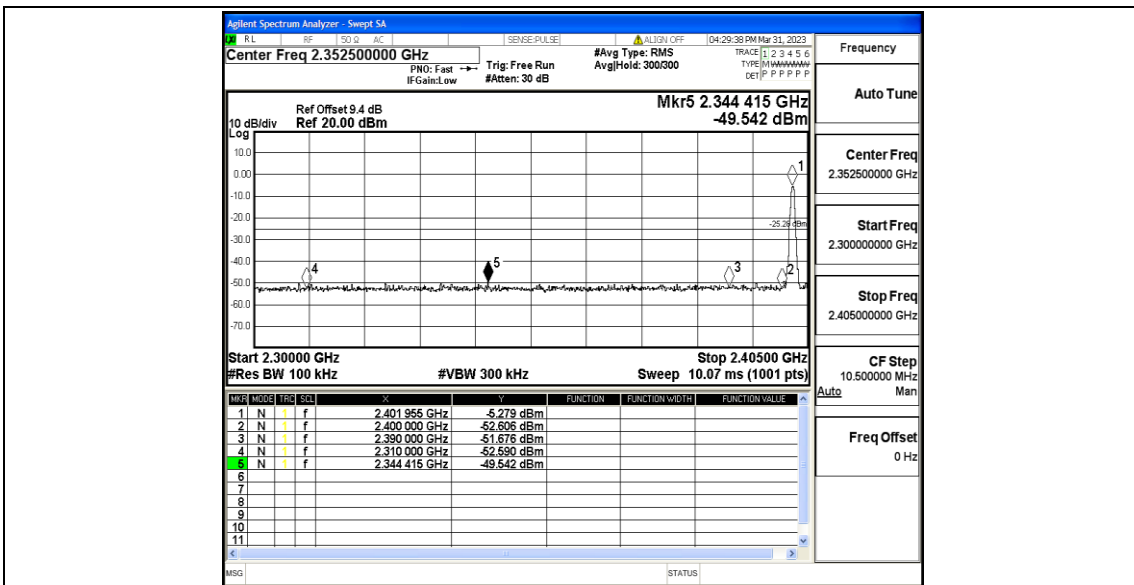 Agilent Spectrum Analyzer - Swept SA
RL RF 50 Ω AC SENSE:PULSE ALIGN OFF 04:29:38 PM Mar 31, 2023
Center Freq 2.352500000 GHz
PNO: Fast
IFGain:Low
Trig: Free Run
#Atten: 30 dB
#Avg Type: RMS
Avg|Hold: 300/300
TRACE 1 2 3 4 5 6
TYPE M
DET P P P P P P
Ref Offset 9.4 dB
Ref 20.00 dBm
10 dB/div
Log
Mkr5 2.344 415 GHz
-49.542 dBm
10.0
0.00
-10.0
-20.0
-30.0
-40.0
-50.0
-60.0
-70.0
1
-25.28 dBm
4
5
3
2
Start 2.30000 GHz Stop 2.40500 GHz
#Res BW 100 kHz #VBW 300 kHz Sweep 10.07 ms (1001 pts)
MKR MODE TRC SCL X Y FUNCTION FUNCTION WIDTH FUNCTION VALUE
1 N 1 f 2.401 955 GHz -5.279 dBm
2 N 1 f 2.400 000 GHz -52.606 dBm
3 N 1 f 2.390 000 GHz -51.676 dBm
4 N 1 f 2.310 000 GHz -52.590 dBm
5 N 1 f 2.344 415 GHz -49.542 dBm
6
7
8
9
10
11
MSG STATUS
Frequency
Auto Tune
Center Freq
2.352500000 GHz
Start Freq
2.300000000 GHz
Stop Freq
2.405000000 GHz
CF Step
10.500000 MHz
Auto Man
Freq Offset
0 Hz